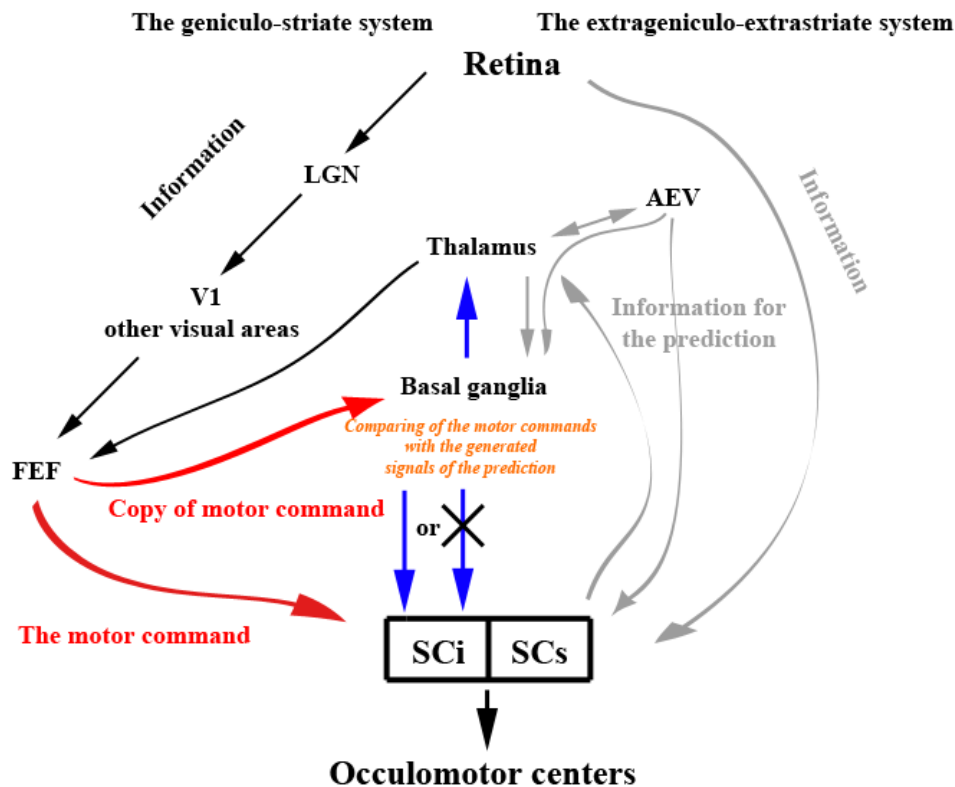 The geniculo-striate system
The extrageniculo-extrastriate system
Retina
Information
LGN
AEV
Information
Thalamus
V1
other visual areas
Information for
the prediction
Basal ganglia
Comparing of the motor commands
with the generated
signals of the prediction
FEF
Copy of motor command
or
The motor command
SCi
SCs
Occulomotor centers